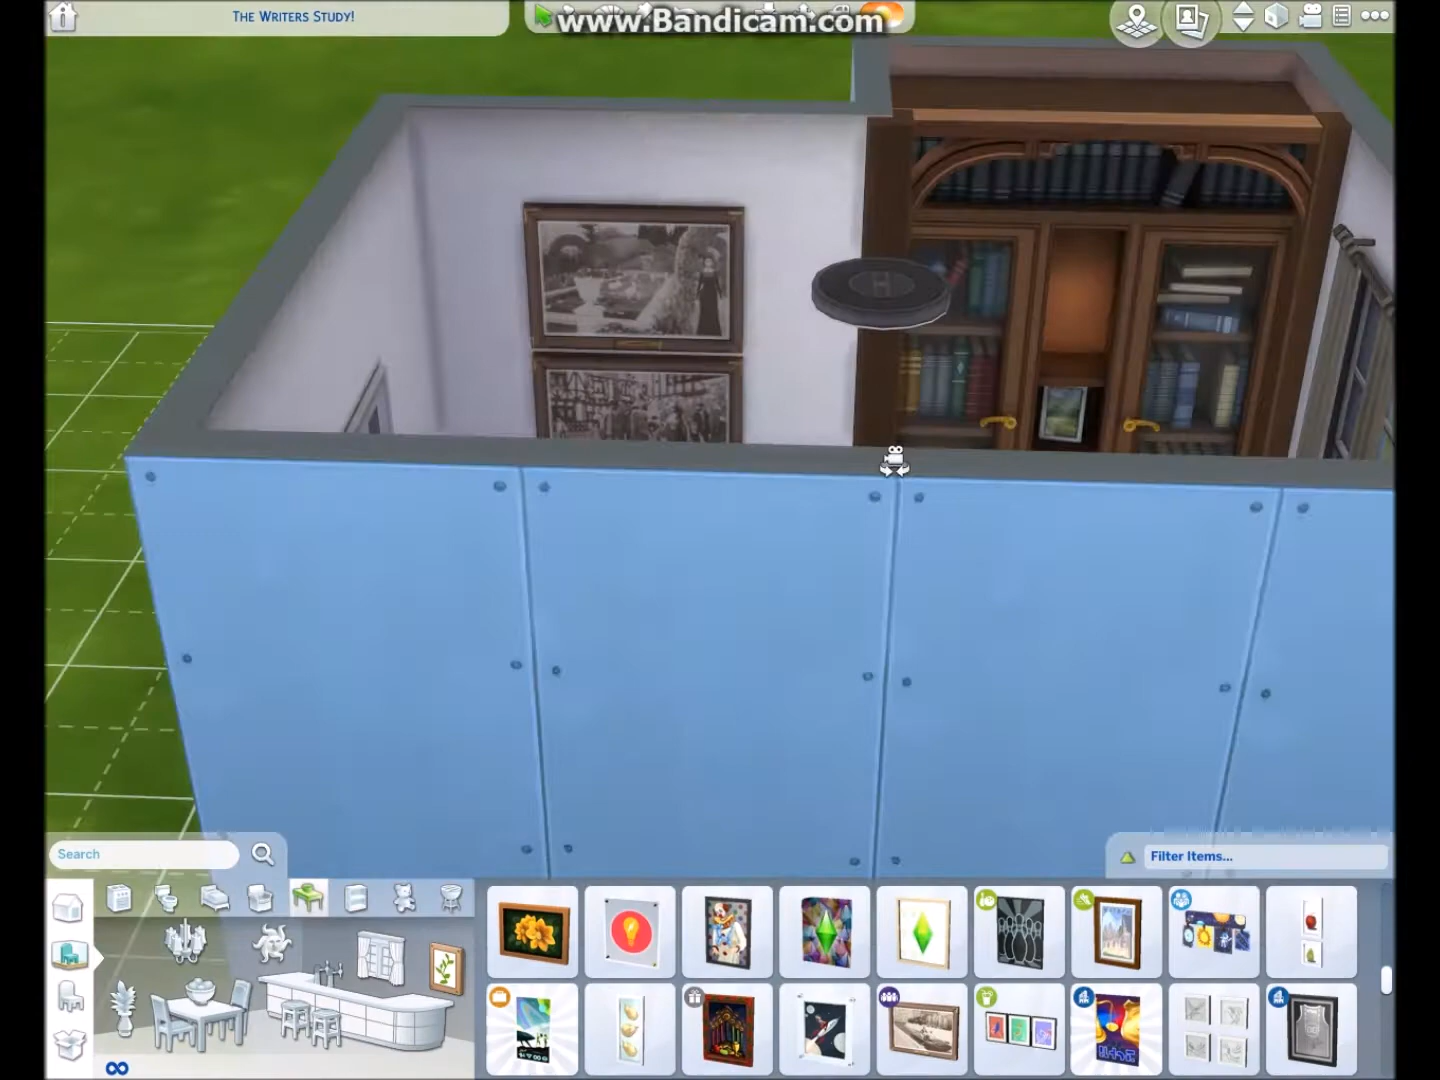 THE WRITERS STUDY!
www.Bandicam.com
Search
Filter Items...